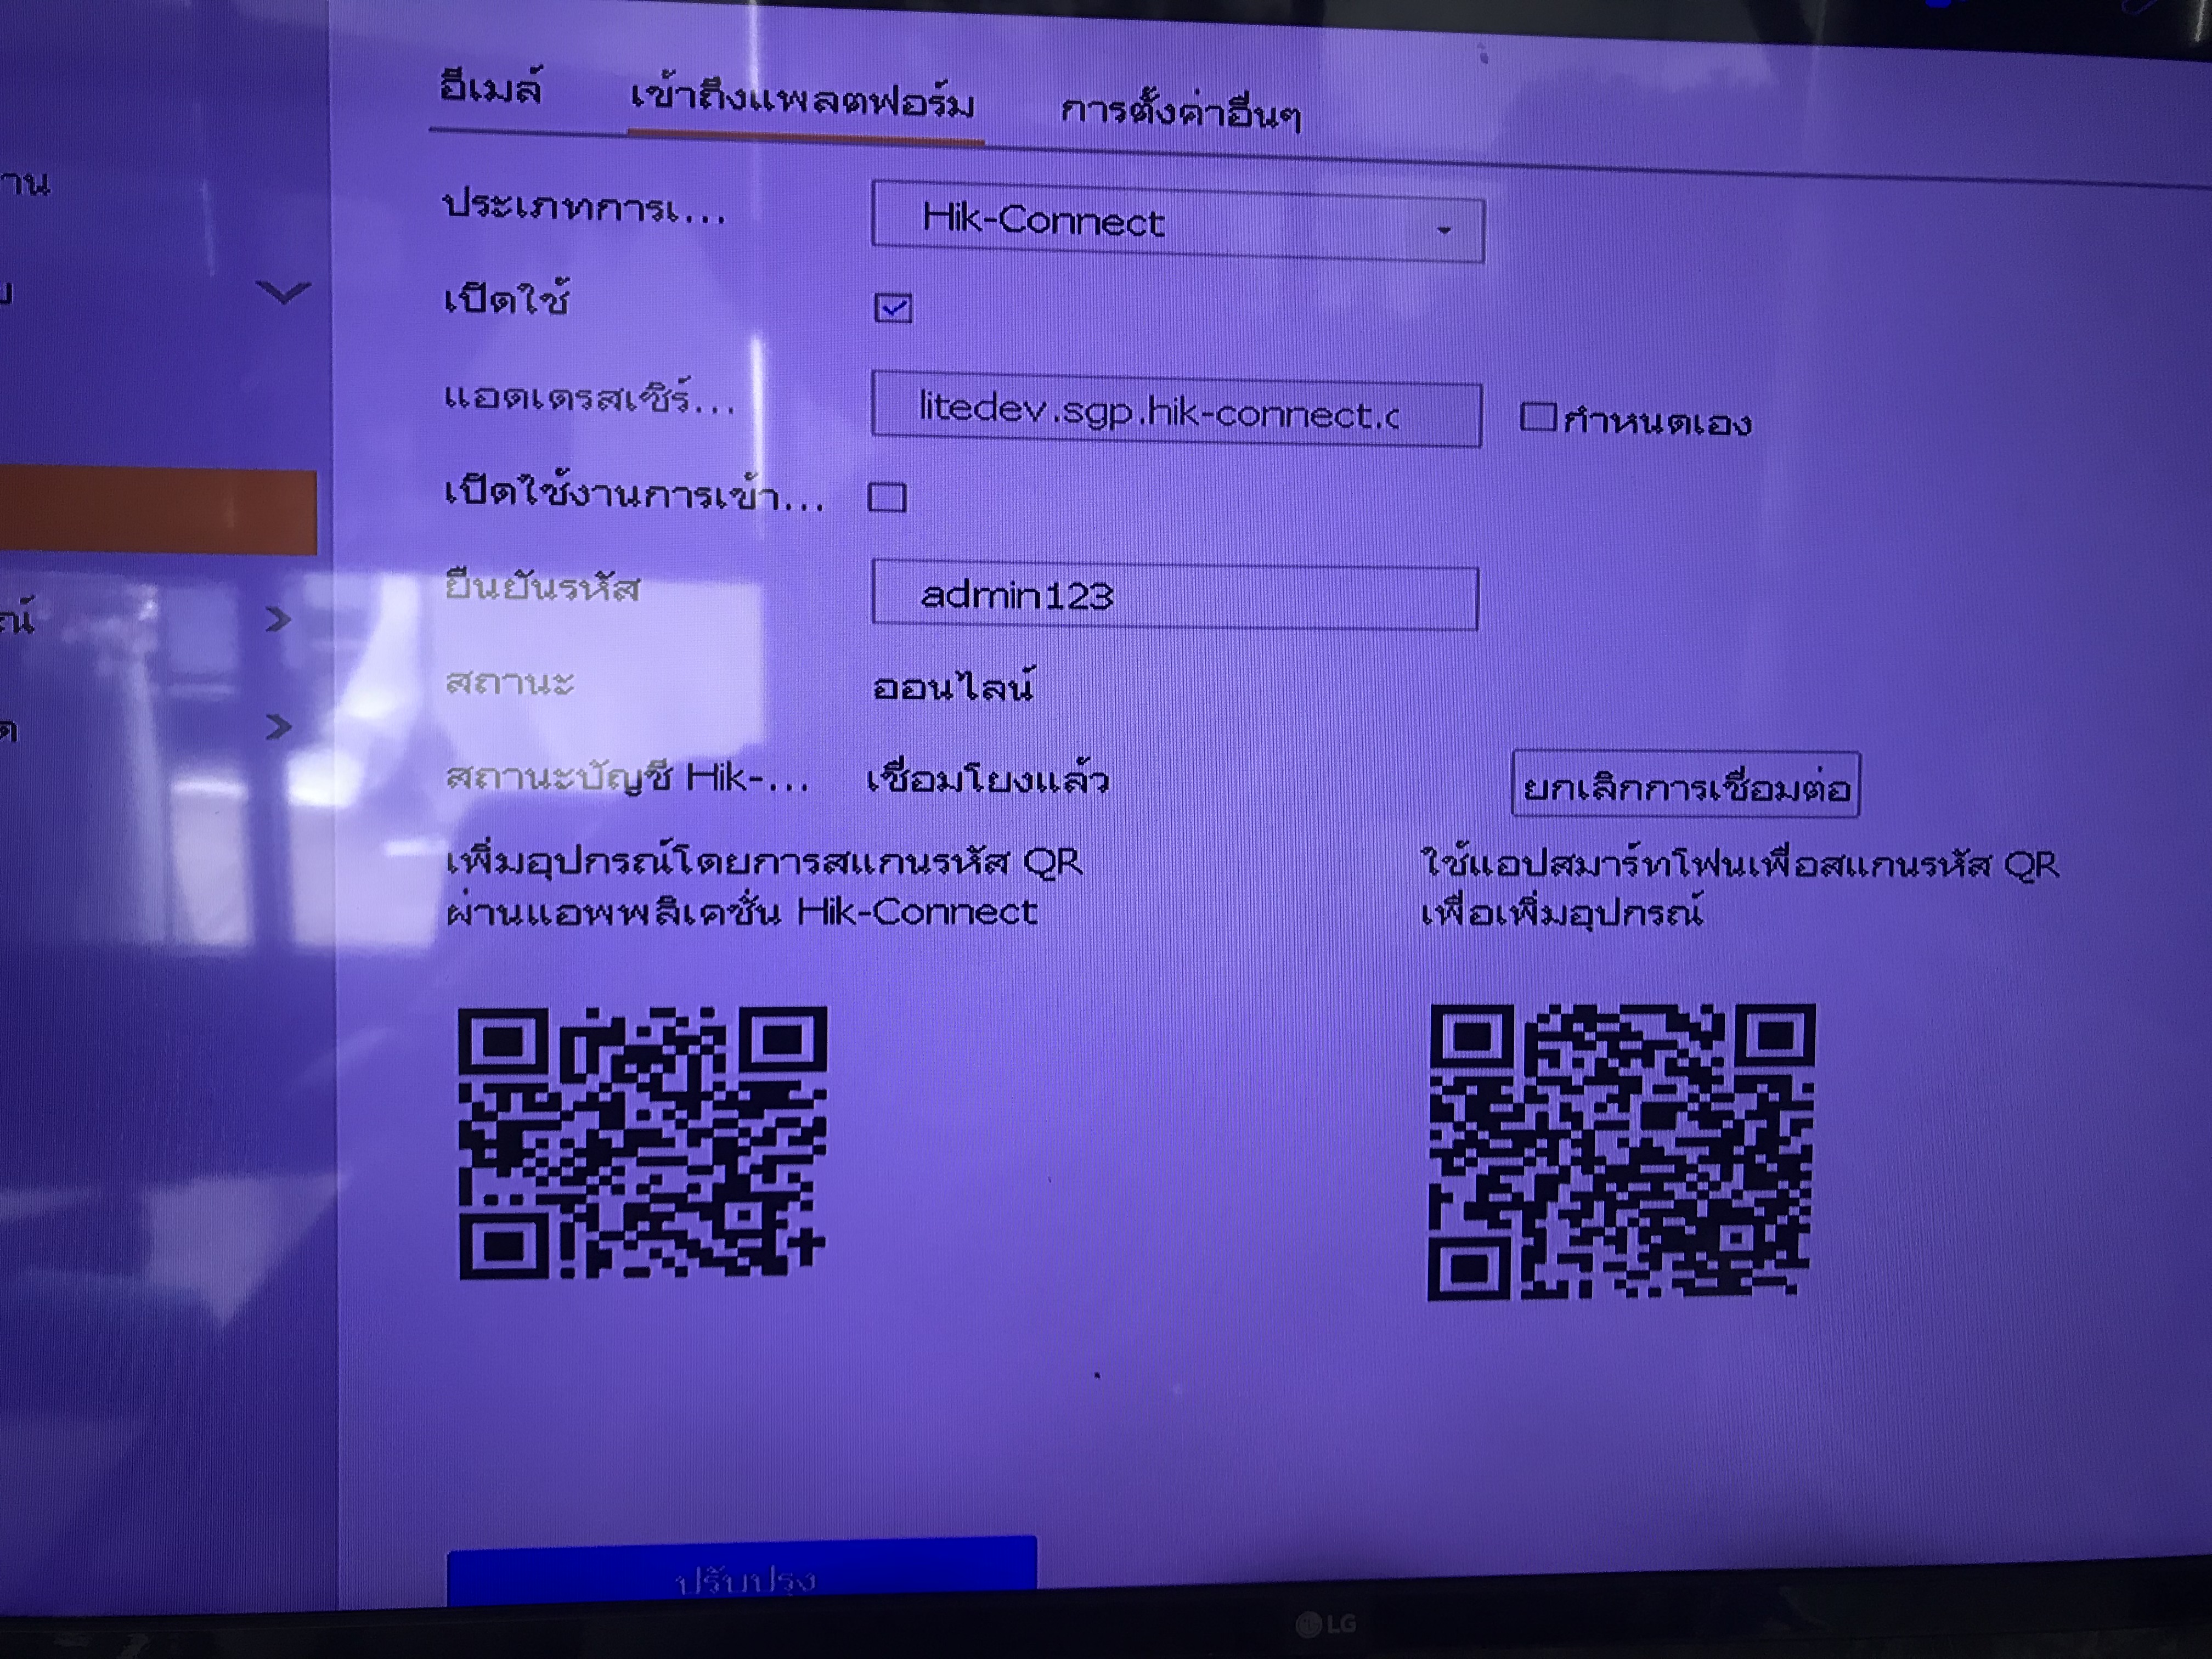 อีเมล์ เข้าถึงแพลตฟอร์ม การตั้งค่าอื่นๆ
ประเภทการเ... Hik-Connect
เปิดใช้
แอดเดรสเซิร์... litedev.sgp.hik-connect.c กำหนดเอง
เปิดใช้งานการเข้า...
ยืนยันรหัส admin123
สถานะ ออนไลน์
สถานะบัญชี Hik-... เชื่อมโยงแล้ว ยกเลิกการเชื่อมต่อ
เพิ่มอุปกรณ์โดยการสแกนรหัส QR
ผ่านแอพพลิเคชั่น Hik-Connect
ใช้แอปสมาร์ทโฟนเพื่อสแกนรหัส QR
เพื่อเพิ่มอุปกรณ์
ปรับปรุง
LG